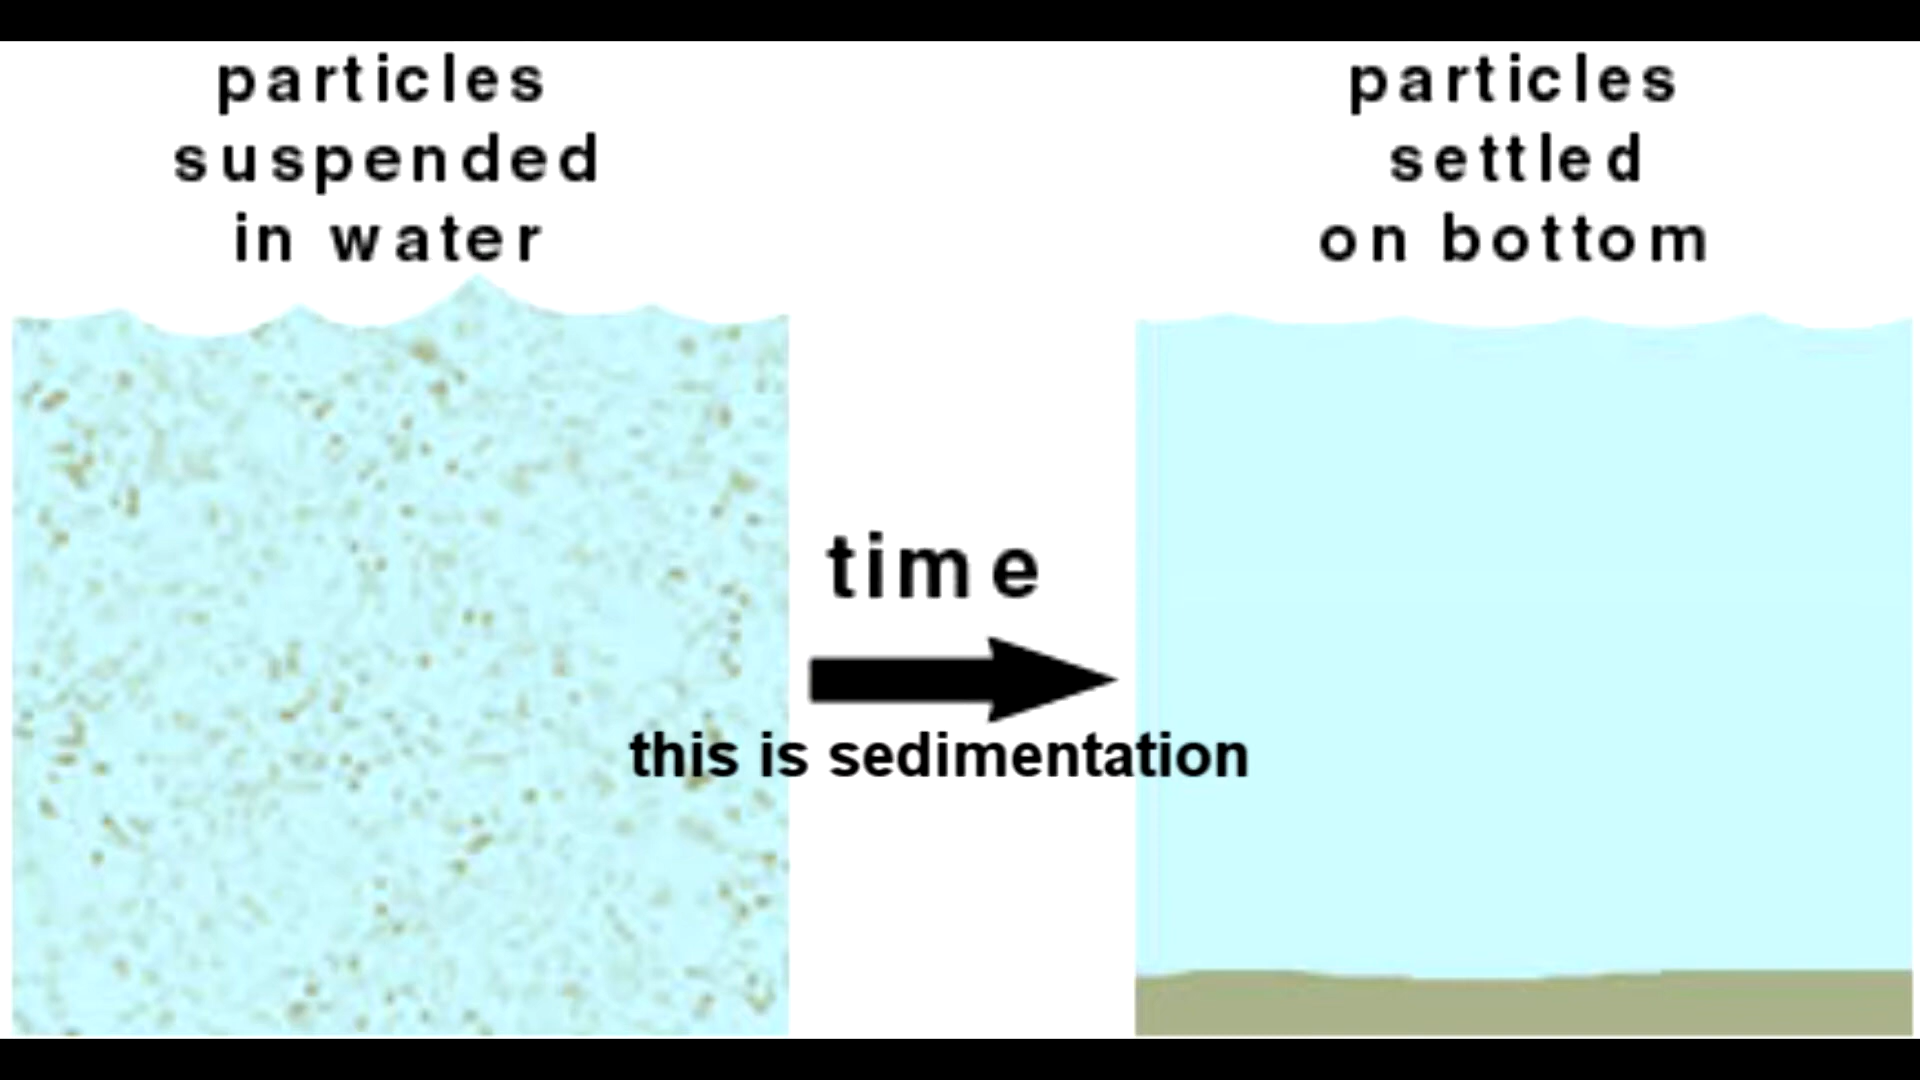 particles
suspended
in water
particles
settled
on bottom
time
this is sedimentation